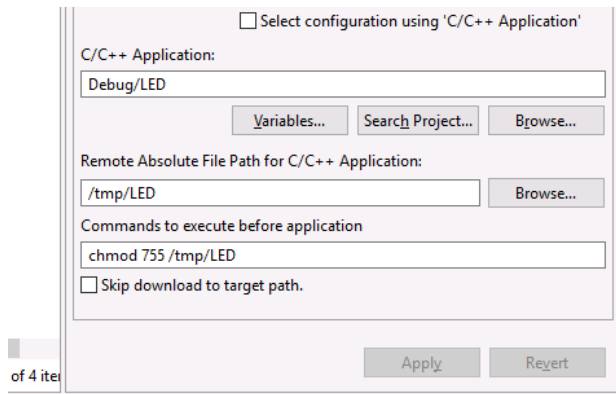 Select configuration using 'C/C++ Application'
C/C++ Application:
Debug/LED
Variables... Search Project... Browse...
Remote Absolute File Path for C/C++ Application:
/tmp/LED Browse...
Commands to execute before application
chmod 755 /tmp/LED
Skip download to target path.
Apply Revert
of 4 ite